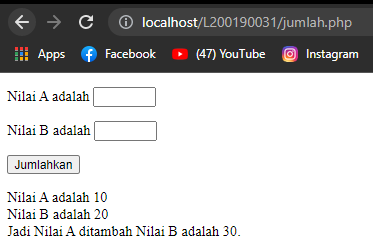 localhost/L200190031/jumlah.php
Apps Facebook (47) YouTube Instagram
Nilai A adalah
Nilai B adalah
Jumlahkan
Nilai A adalah 10
Nilai B adalah 20
Jadi Nilai A ditambah Nilai B adalah 30.